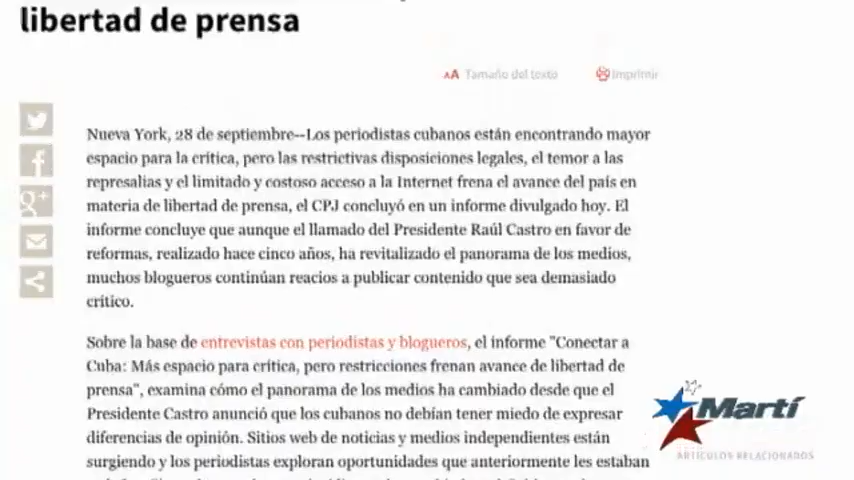 libertad de prensa
Tamaño del texto
Imprimir
Nueva York, 28 de septiembre--Los periodistas cubanos están encontrando mayor
espacio para la crítica, pero las restrictivas disposiciones legales, el temor a las
represalias y el limitado y costoso acceso a la Internet frena el avance del país en
materia de libertad de prensa, el CPJ concluyó en un informe divulgado hoy. El
informe concluye que aunque el llamado del Presidente Raúl Castro en favor de
reformas, realizado hace cinco años, ha revitalizado el panorama de los medios,
muchos blogueros continúan reacios a publicar contenido que sea demasiado
crítico.
Sobre la base de entrevistas con periodistas y blogueros, el informe "Conectar a
Cuba: Más espacio para crítica, pero restricciones frenan avance de libertad de
prensa", examina cómo el panorama de los medios ha cambiado desde que el
Presidente Castro anunció que los cubanos no debían tener miedo de expresar
diferencias de opinión. Sitios web de noticias y medios independientes están
surgiendo y los periodistas exploran oportunidades que anteriormente les estaban
Martí
ARTÍCULOS RELACIONADOS